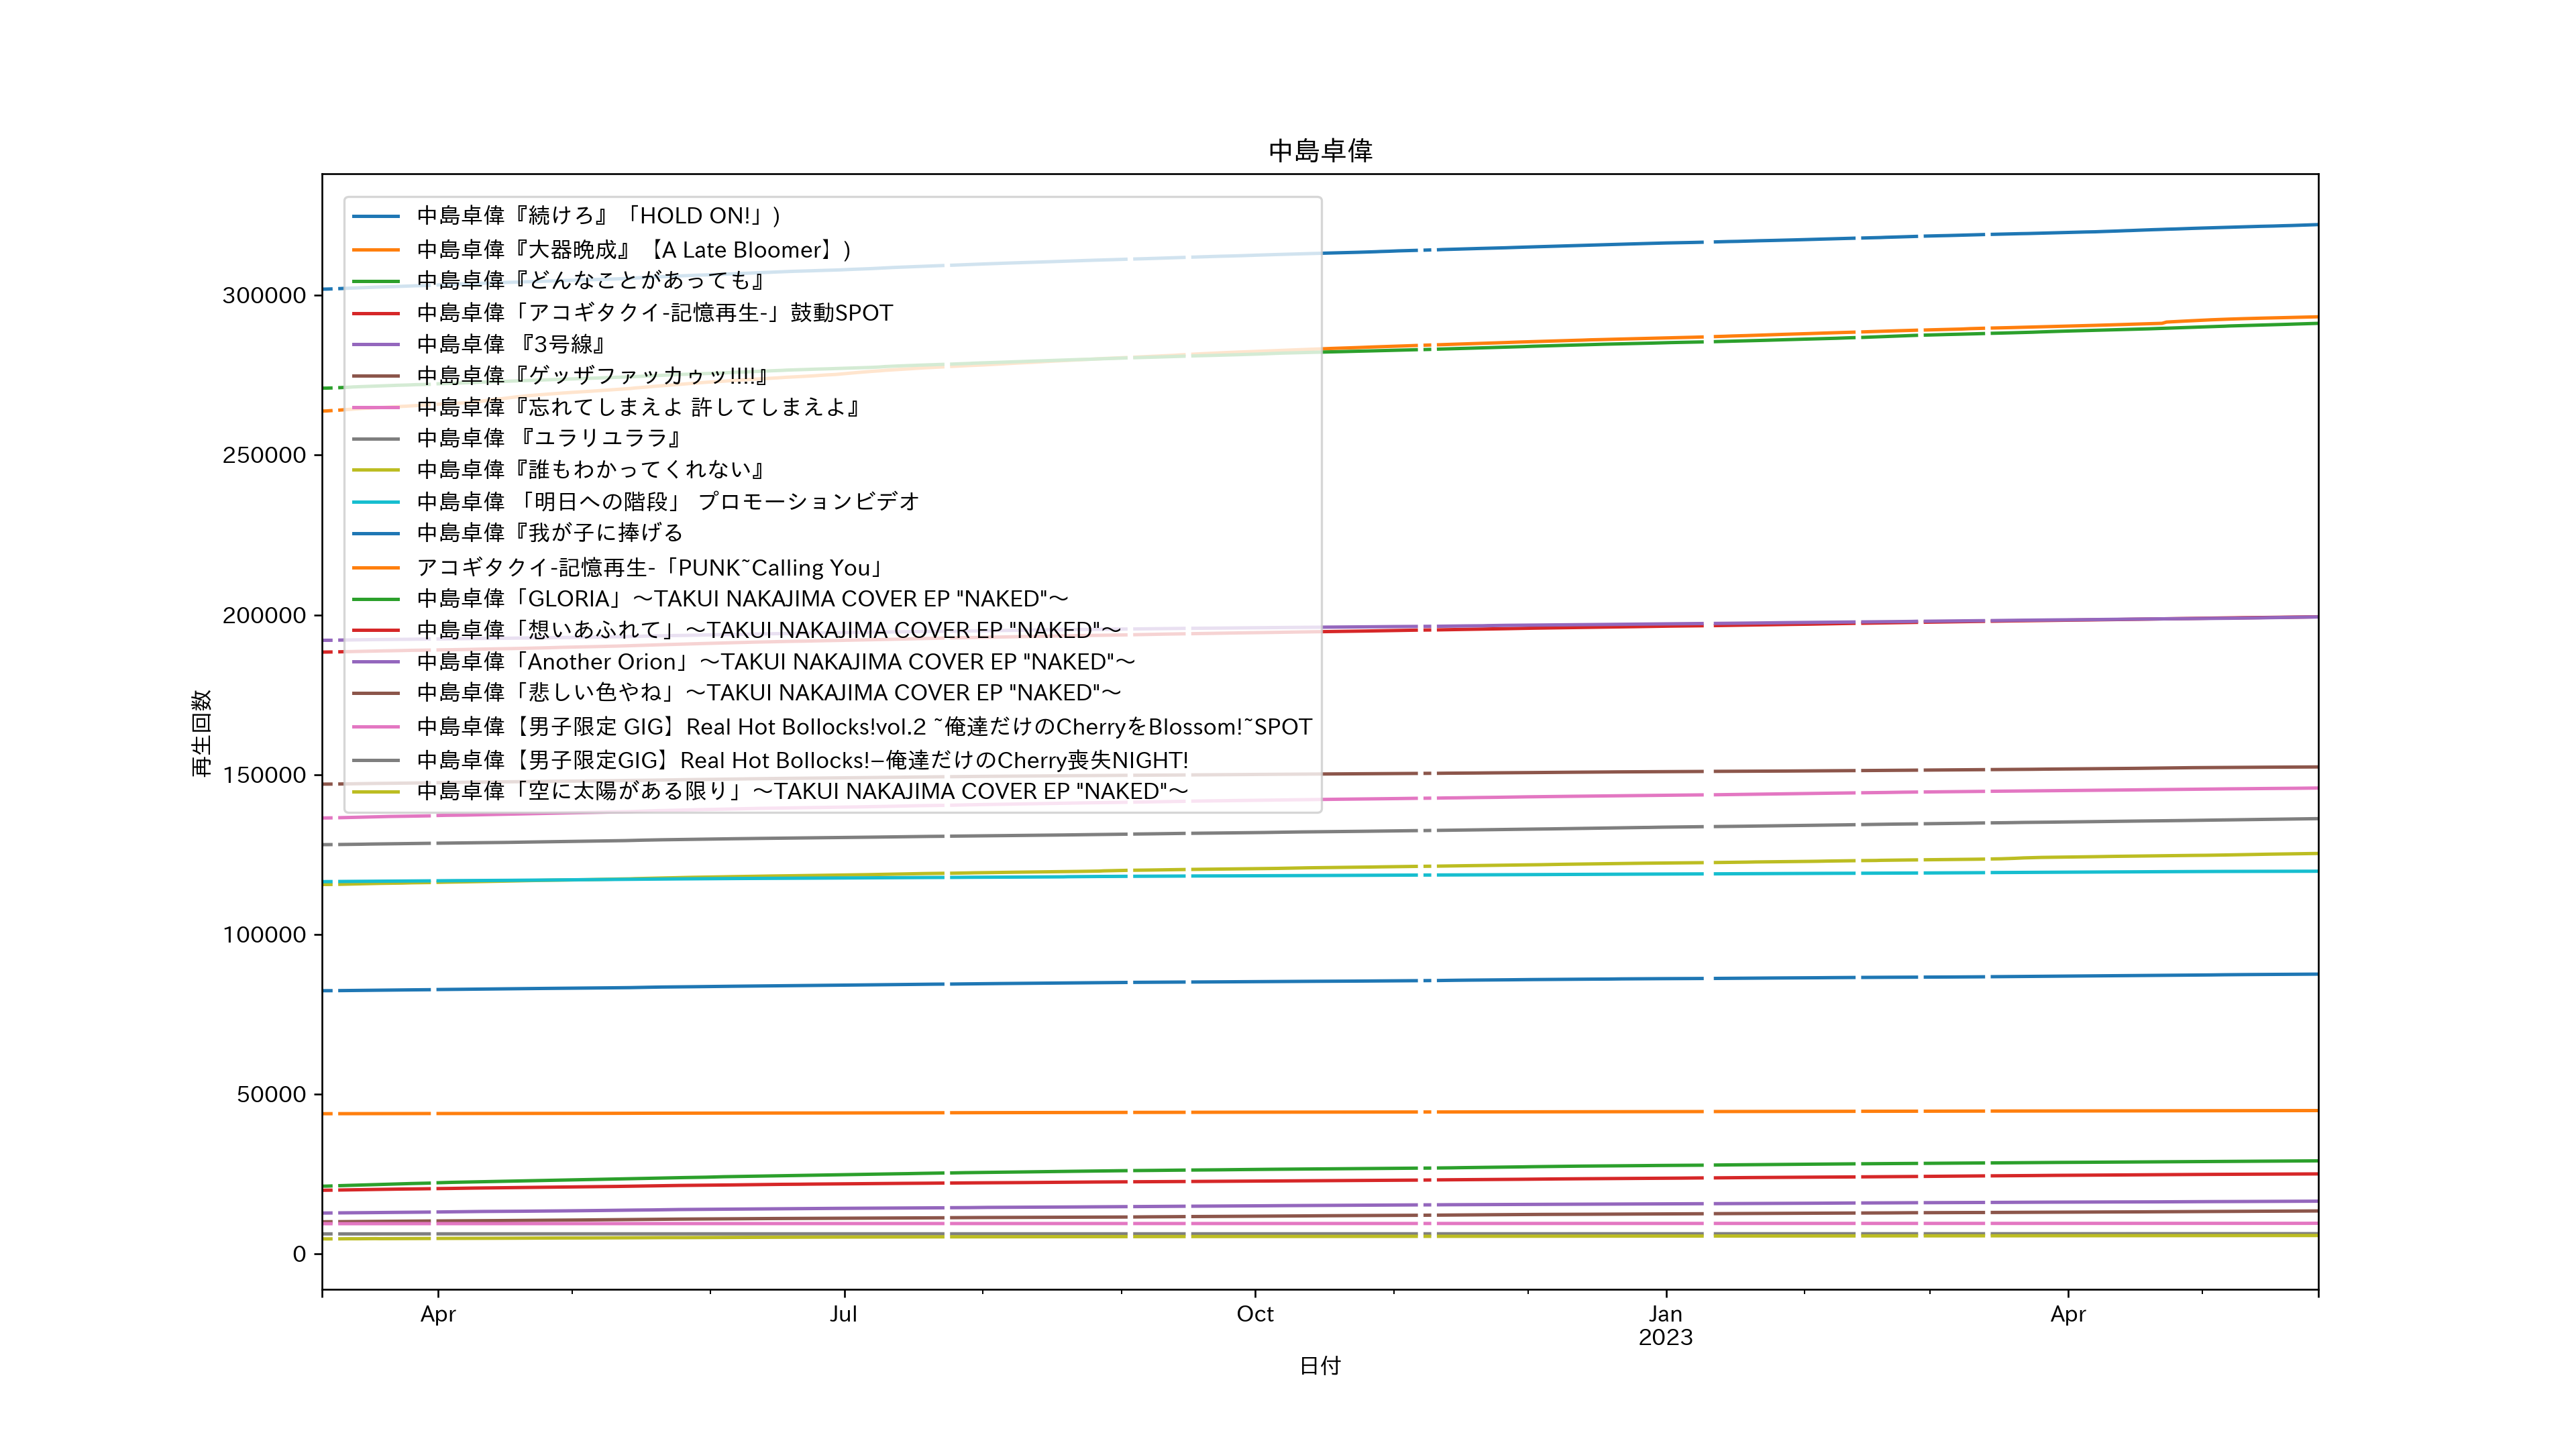 中島卓偉
中島卓偉『続けろ』「HOLD ON!」)
中島卓偉『大器晩成』【A Late Bloomer】)
中島卓偉『どんなことがあっても』
中島卓偉「アコギタクイ-記憶再生-」鼓動SPOT
中島卓偉 『3号線』
中島卓偉『ゲッザファッカゥッ!!!!』
中島卓偉『忘れてしまえよ 許してしまえよ』
中島卓偉 『ユラリユララ』
中島卓偉『誰もわかってくれない』
中島卓偉 「明日への階段」 プロモーションビデオ
中島卓偉『我が子に捧げる
アコギタクイ-記憶再生-「PUNK~Calling You」
中島卓偉「GLORIA」〜TAKUI NAKAJIMA COVER EP "NAKED"〜
中島卓偉「想いあふれて」〜TAKUI NAKAJIMA COVER EP "NAKED"〜
中島卓偉「Another Orion」〜TAKUI NAKAJIMA COVER EP "NAKED"〜
中島卓偉「悲しい色やね」〜TAKUI NAKAJIMA COVER EP "NAKED"〜
中島卓偉【男子限定 GIG】Real Hot Bollocks!vol.2 ~俺達だけのCherryをBlossom!~SPOT
中島卓偉【男子限定GIG】Real Hot Bollocks!−俺達だけのCherry喪失NIGHT!
中島卓偉「空に太陽がある限り」〜TAKUI NAKAJIMA COVER EP "NAKED"〜
再生回数
300000
250000
200000
150000
100000
50000
0
Apr
Jul
Oct
Jan
2023
Apr
日付